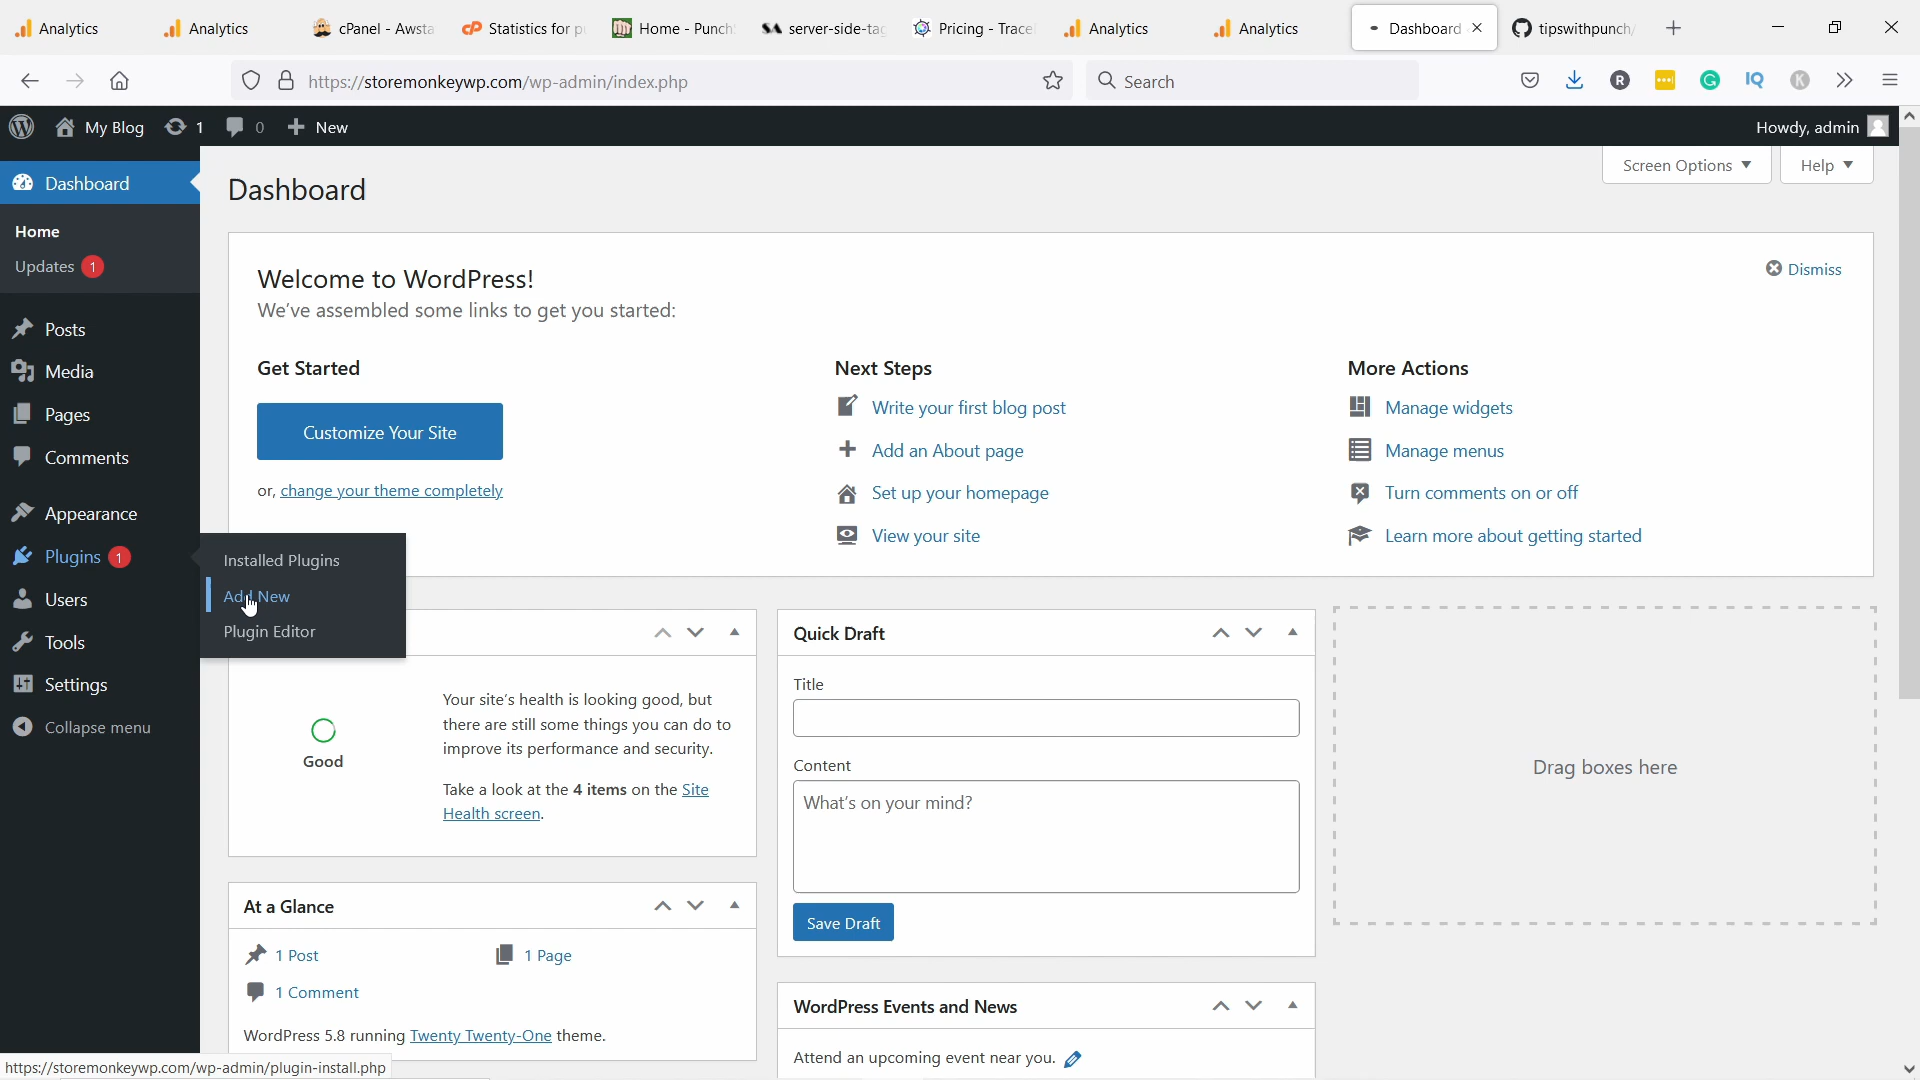 Analytics Analytics cPanel - Awsta Statistics for p Home - Punch server-side-tag Pricing - Trace Analytics Analytics Dashboard tipswithpunch/
https://storemonkeywp.com/wp-admin/index.php Search
My Blog 1 0 New Howdy, admin
Screen Options Help
Dashboard
Home
Updates 1
Posts
Media
Pages
Comments
Appearance
Plugins 1
Users
Tools
Settings
Collapse menu
Installed Plugins
Add New
Plugin Editor
Dashboard
Welcome to WordPress!
We've assembled some links to get you started:
Dismiss
Get Started
Customize Your Site
or, change your theme completely
Next Steps
Write your first blog post
Add an About page
Set up your homepage
View your site
More Actions
Manage widgets
Manage menus
Turn comments on or off
Learn more about getting started
Good
Your site's health is looking good, but
there are still some things you can do to
improve its performance and security.
Take a look at the 4 items on the Site
Health screen.
At a Glance
1 Post 1 Page
1 Comment
WordPress 5.8 running Twenty Twenty-One theme.
Quick Draft
Title
Content
What's on your mind?
Save Draft
WordPress Events and News
Attend an upcoming event near you.
Drag boxes here
https://storemonkeywp.com/wp-admin/plugin-install.php